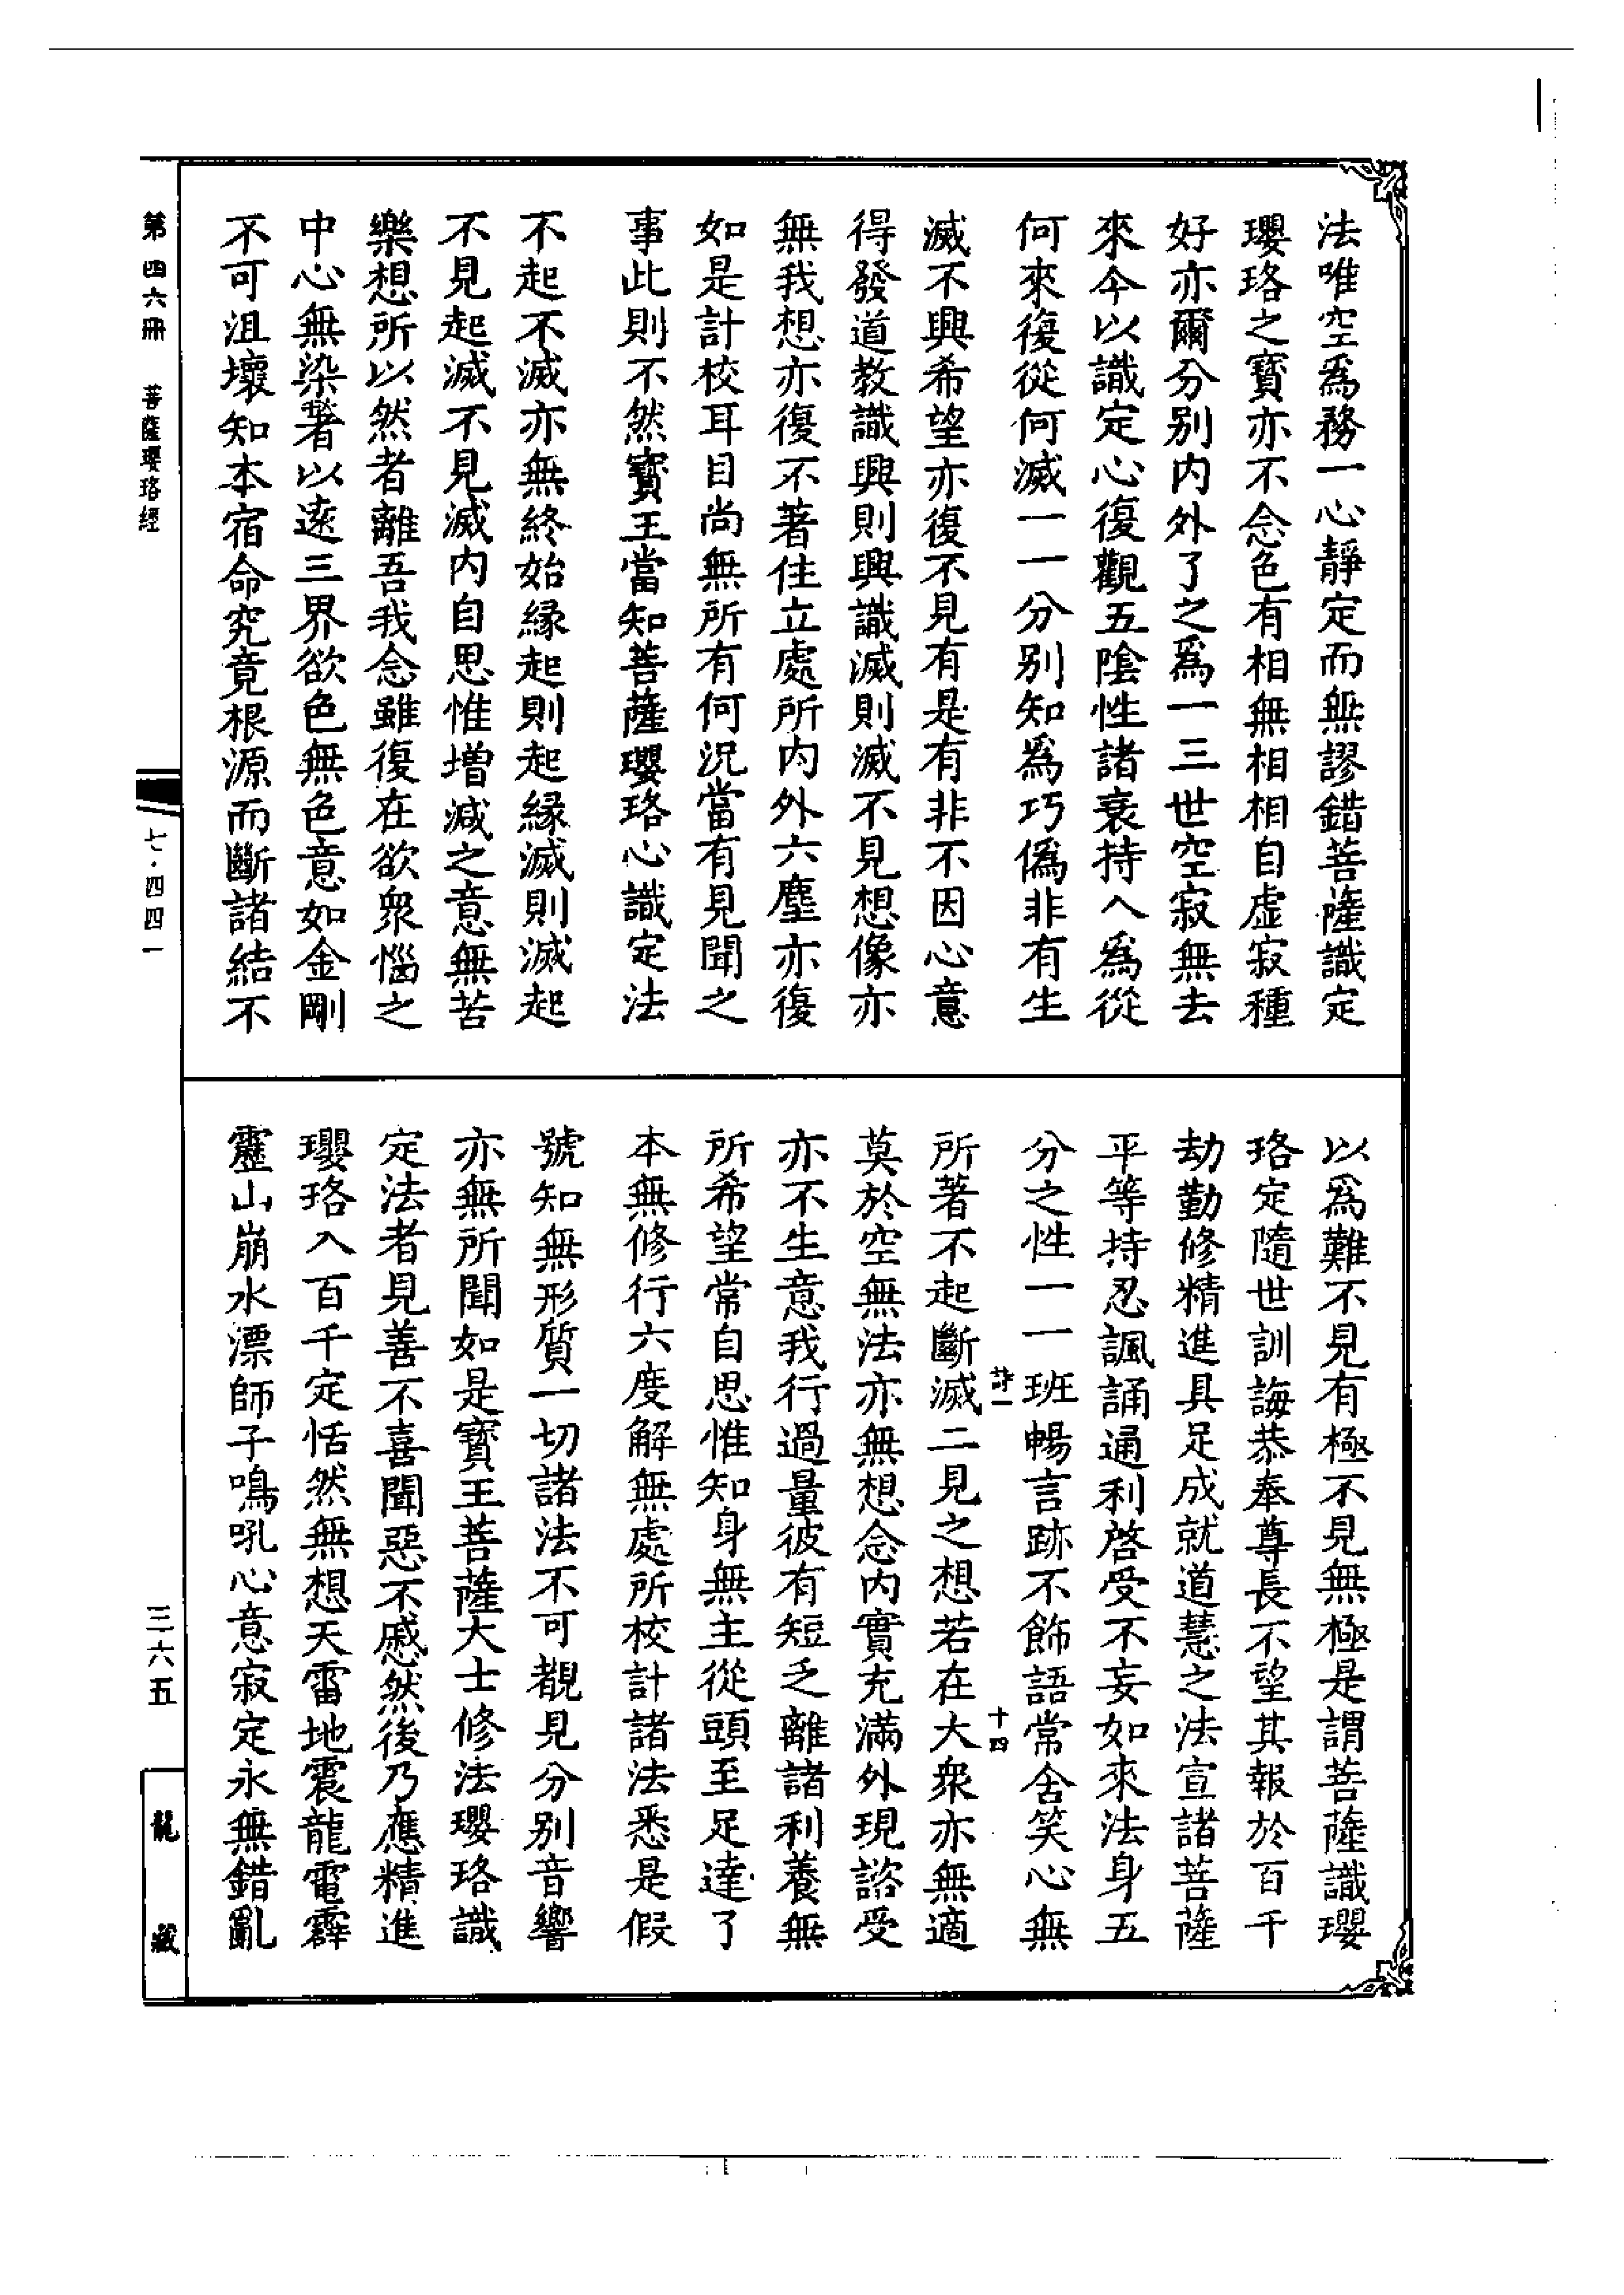 法唯空爲務一心靜定而無謬錯菩薩識定
瓔珞之寶亦不念色有相無相相自虛寂種
好亦爾分別內外了之爲一三世空寂無去
來今以識定心復觀五陰性諸衰持入爲從
何來復從何滅一一分別知爲巧僞非有生
滅不興希望亦復不見有是有非不因心意
得發道教識興則興識滅則滅不見想像亦
無我想亦復不著住立處所內外六塵亦復
如是計校耳目尚無所有何況當有見聞之
事此則不然寶王當知菩薩瓔珞心識定法
不起不滅亦無終始緣起則起緣滅則滅起
不見起滅不見滅內自思惟增減之意無苦
樂想所以然者離吾我念雖復在欲衆惱之
中心無染著以遠三界欲色無色意如金剛
不可沮壞知本宿命究竟根源而斷諸結不
以爲難不見有極不見無極是謂菩薩識瓔
珞定隨世訓誨恭奉尊長不望其報於百千
劫勤修精進具足成就道慧之法宣諸菩薩
平等持忍諷誦通利啓受不妄如來法身五
分之性一一班暢言跡不飾語常含笑心無
詩一 十四
所著不起斷滅二見之想若在大衆亦無適
莫於空無法亦無想念內實充滿外現諮受
亦不生意我行過量彼有短乏離諸利養無
所希望常自思惟知身無主從頭至足達了
本無修行六度解無處所校計諸法悉是假
號知無形質一切諸法不可覩見分別音響
亦無所聞如是寶王菩薩大士修法瓔珞識
定法者見善不喜聞惡不慼然後乃應精進
瓔珞入百千定恬然無想天雷地震龍電霹
靂山崩水漂師子鳴吼心意寂定永無錯亂
第四六冊 菩薩瓔珞經
七·四四一
三六五
龍藏